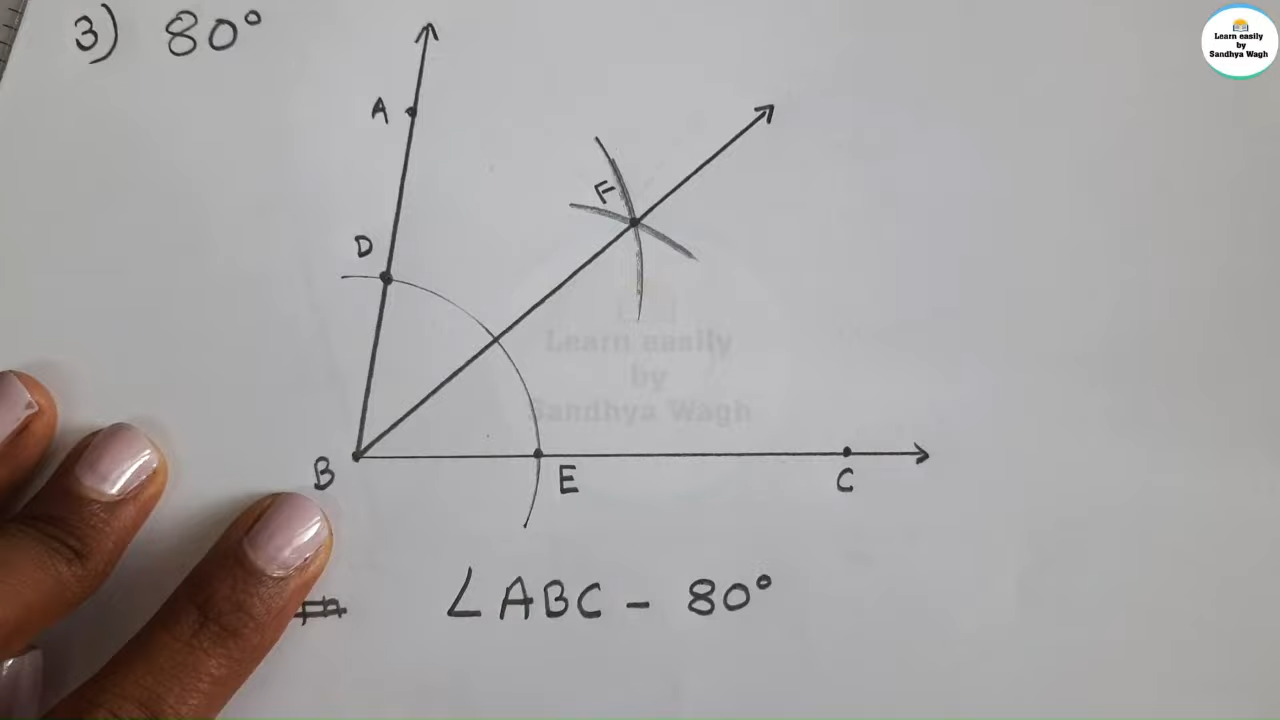 3) 80°
Learn easily
by
Sandhya Wagh
A
F
D
Learn easily
by
Sandhya Wagh
B
E
C
∠ABC - 80°